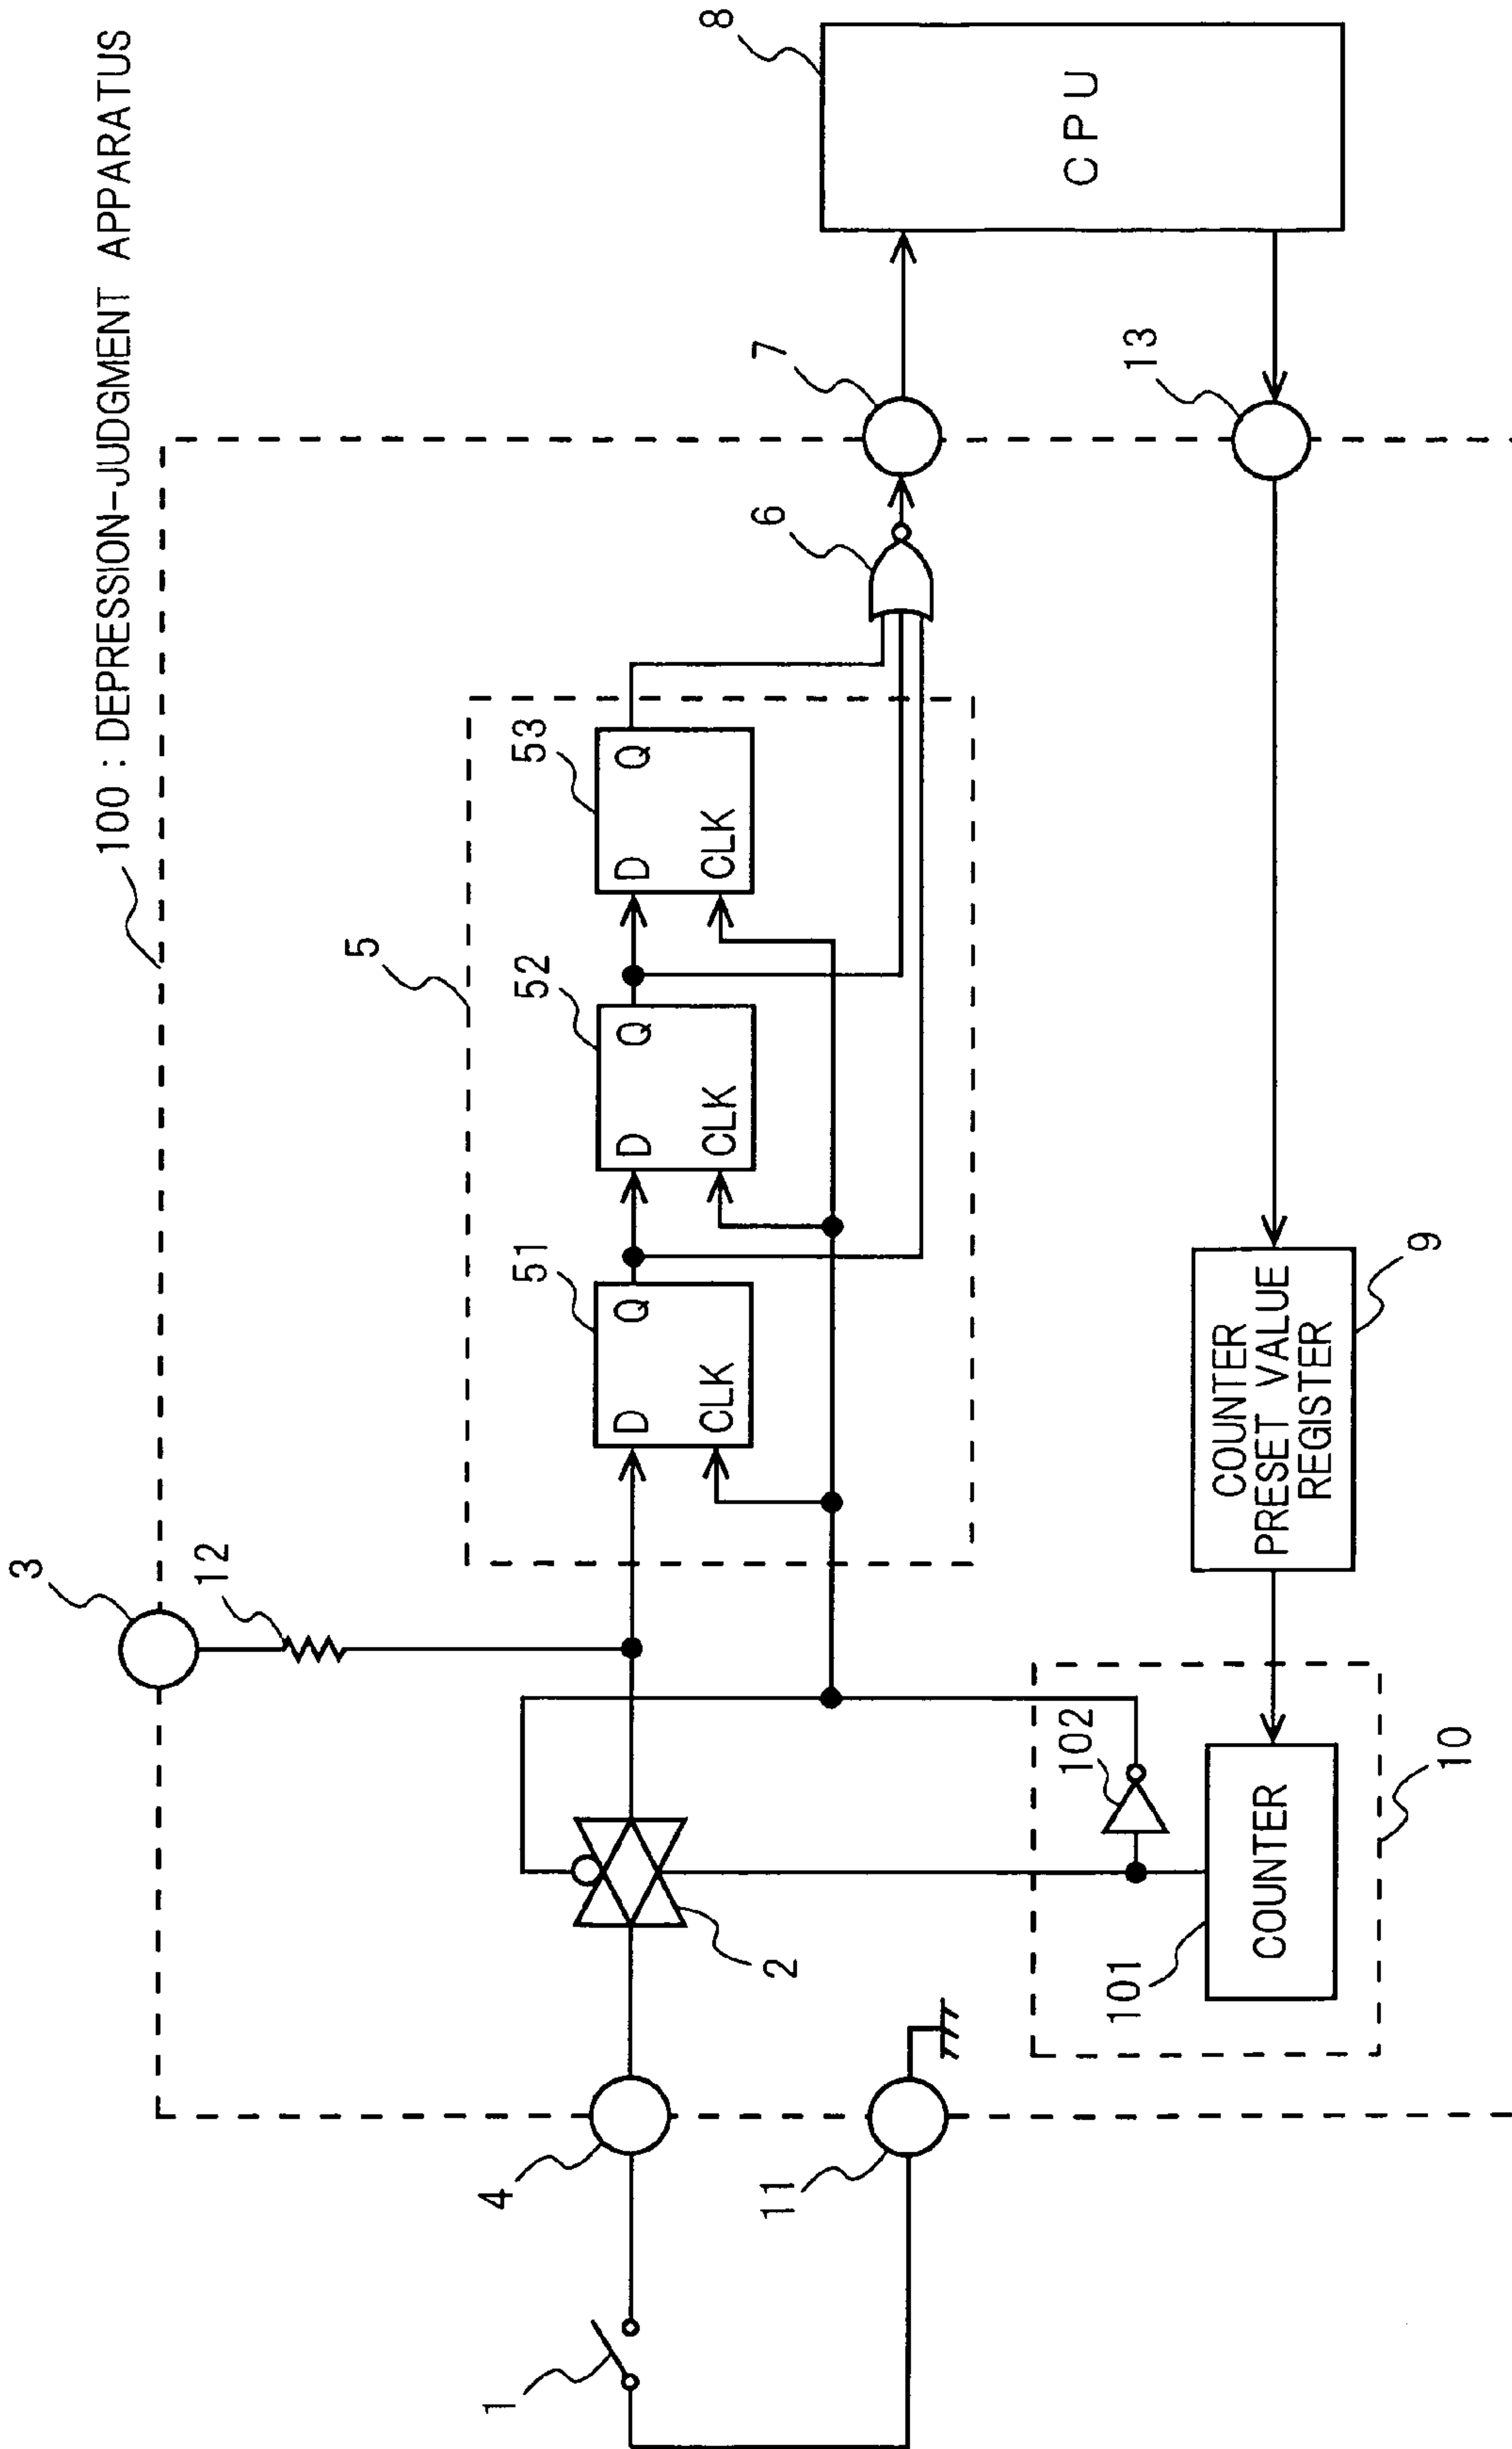 100 : DEPRESSION-JUDGMENT APPARATUS
3
12
5
51
52
53
D
Q
CLK
D
Q
CLK
D
Q
CLK
6
7
8
CPU
13
4
2
1
11
102
101
COUNTER
10
COUNTER
PRESET VALUE
REGISTER
9